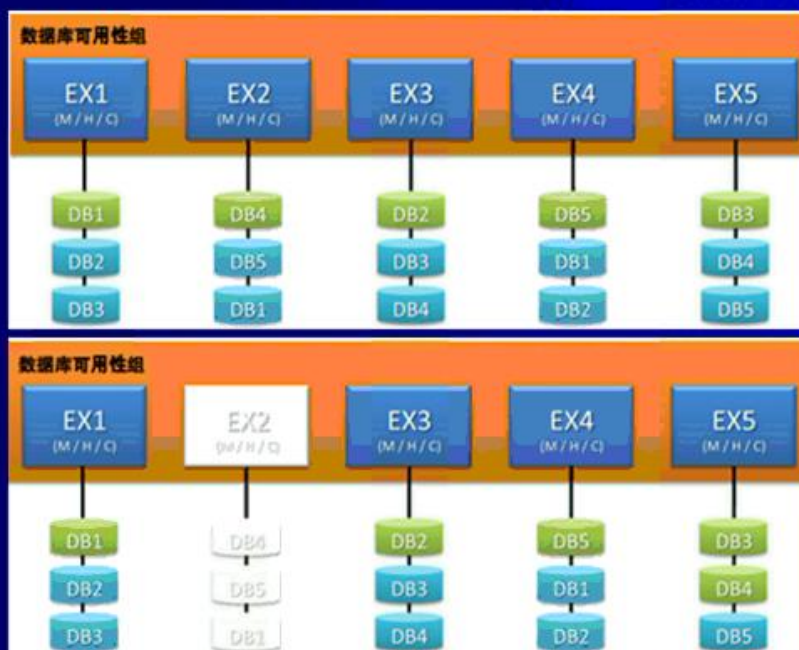 数据库可用性组
EX1 EX2 EX3 EX4 EX5
(M / H / C) (M / H / C) (M / H / C) (M / H / C) (M / H / C)
DB1 DB4 DB2 DB5 DB3
DB2 DB5 DB3 DB1 DB4
DB3 DB1 DB4 DB2 DB5
数据库可用性组
EX1 EX2 EX3 EX4 EX5
(M / H / C) (M / H / C) (M / H / C) (M / H / C) (M / H / C)
DB1 DB4 DB2 DB5 DB3
DB2 DB5 DB3 DB1 DB4
DB3 DB1 DB4 DB2 DB5